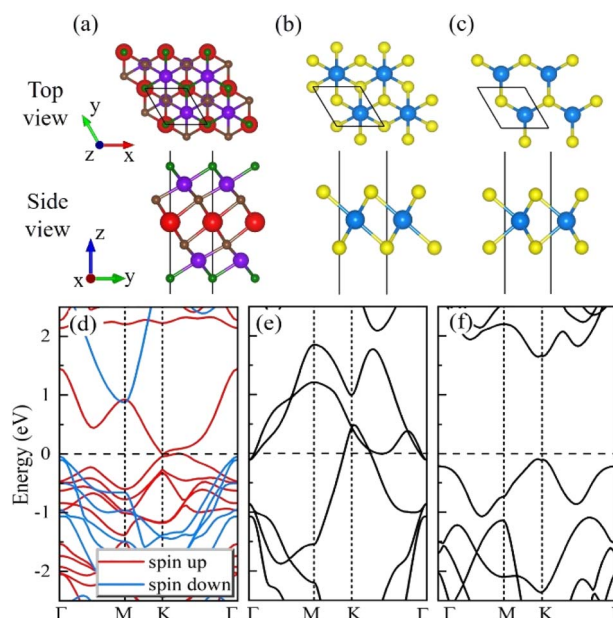 (a) (b) (c)
Top
view
y
z x
Side
view
z
x y
(d) (e) (f)
2
1
0
-1
-2
Energy (eV)
spin up
spin down
Γ M K Γ M K Γ M K